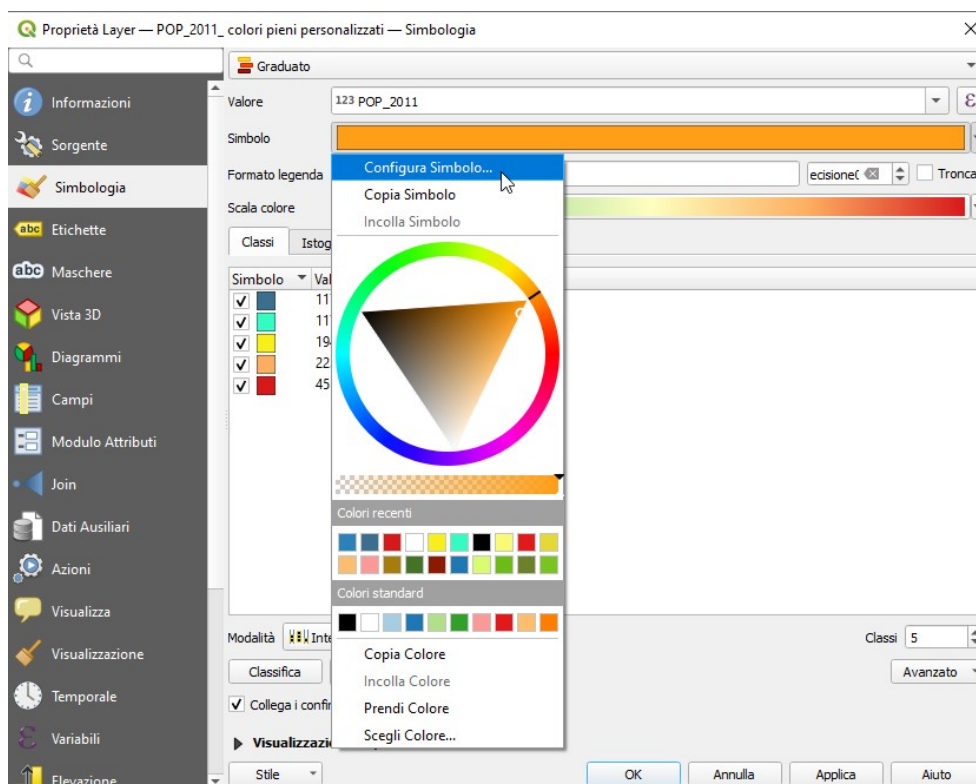 Proprietà Layer — POP_2011_ colori pieni personalizzati — Simbologia
Graduato
Informazioni
Valore
123 POP_2011
ε
Sorgente
Simbolo
Simbologia
Configura Simbolo...
Formato legenda
ecisione(
Tronca
Copia Simbolo
Scala colore
Incolla Simbolo
abc Etichette
Classi
Istog
abc Maschere
Simbolo
Val
Vista 3D
11
11
19
22
45
Diagrammi
Campi
Modulo Attributi
Join
Colori recenti
Dati Ausiliari
Azioni
Colori standard
Visualizza
Modalità
Inte
Classi
5
Visualizzazione
Copia Colore
Classifica
Incolla Colore
Avanzato
Temporale
Collega i confir
Prendi Colore
Variabili
Visualizzazi
Scegli Colore...
Elevazione
Stile
OK
Annulla
Applica
Aiuto